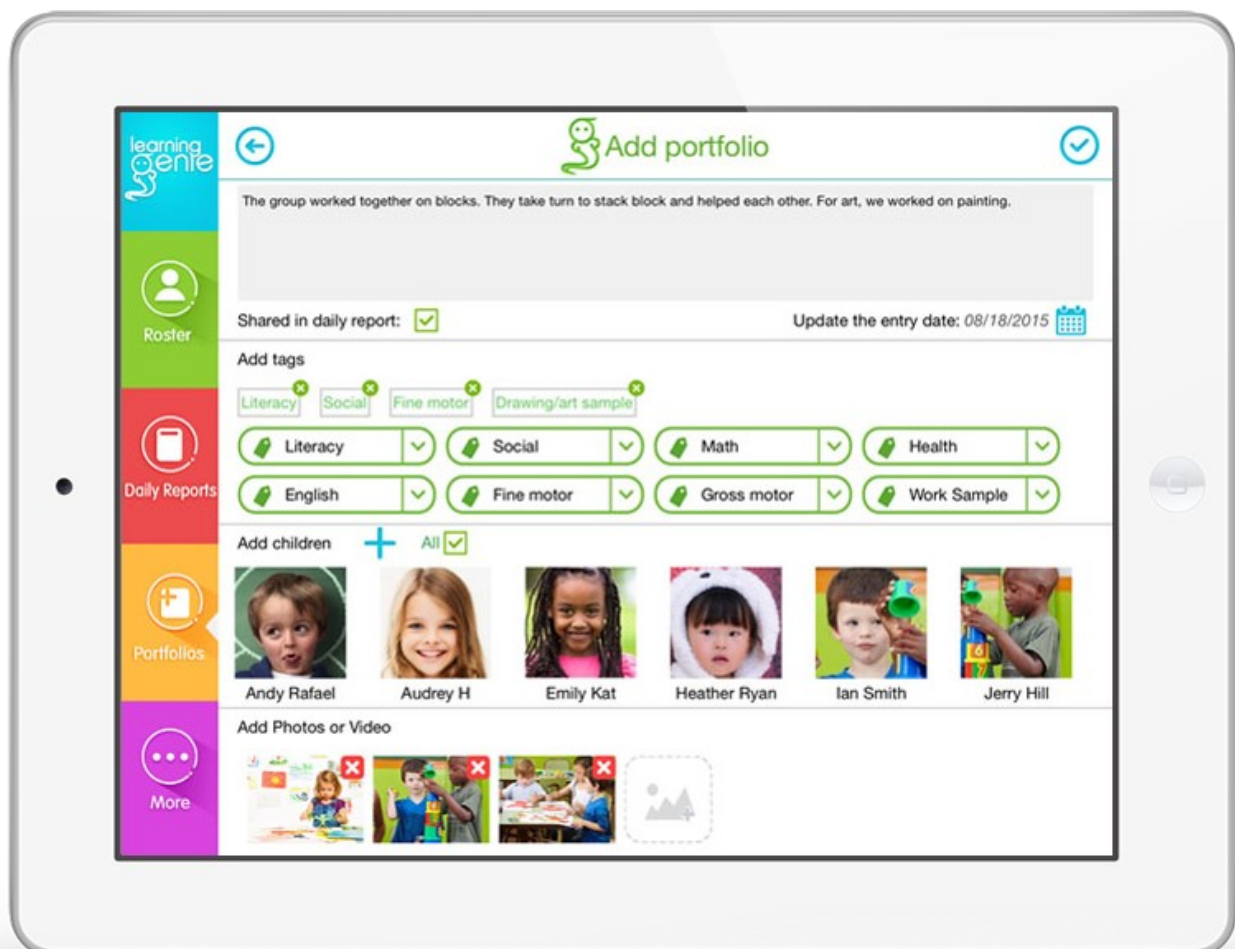 learning
genie
Add portfolio
The group worked together on blocks. They take turn to stack block and helped each other. For art, we worked on painting.
Roster
Shared in daily report:
Update the entry date: 08/18/2015
Add tags
Literacy Social Fine motor Drawing/art sample
Literacy Social Math Health
Daily Reports
English Fine motor Gross motor Work Sample
Add children All
Portfolios
Andy Rafael Audrey H Emily Kat Heather Ryan Ian Smith Jerry Hill
Add Photos or Video
More